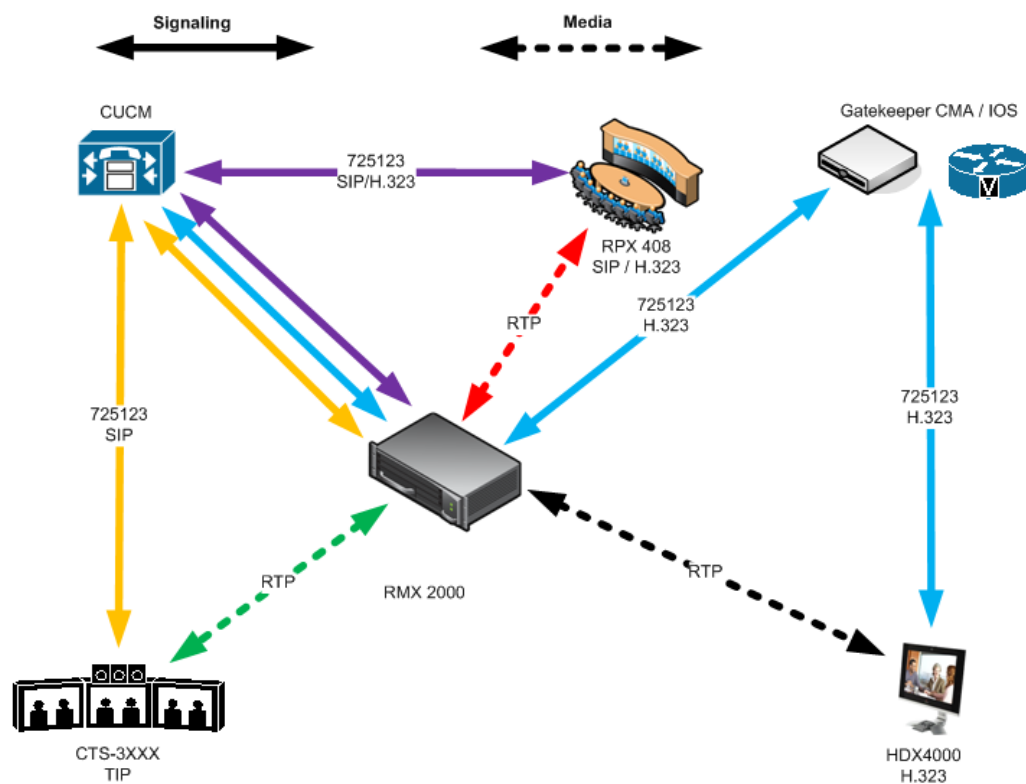 Signaling
Media
CUCM
Gatekeeper CMA / IOS
725123
SIP/H.323
V
RPX 408
SIP / H.323
725123
H.323
RTP
725123
H.323
725123
SIP
RTP
RTP
RMX 2000
CTS-3XXX
TIP
HDX4000
H.323